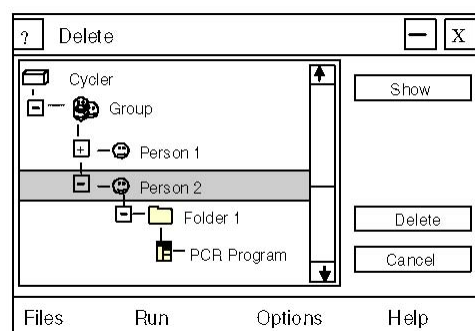 ? Delete X
Cycler
Show
Group
Person 1
Person 2
Folder 1
Delete
PCR Program
Cancel
Files Run Options Help